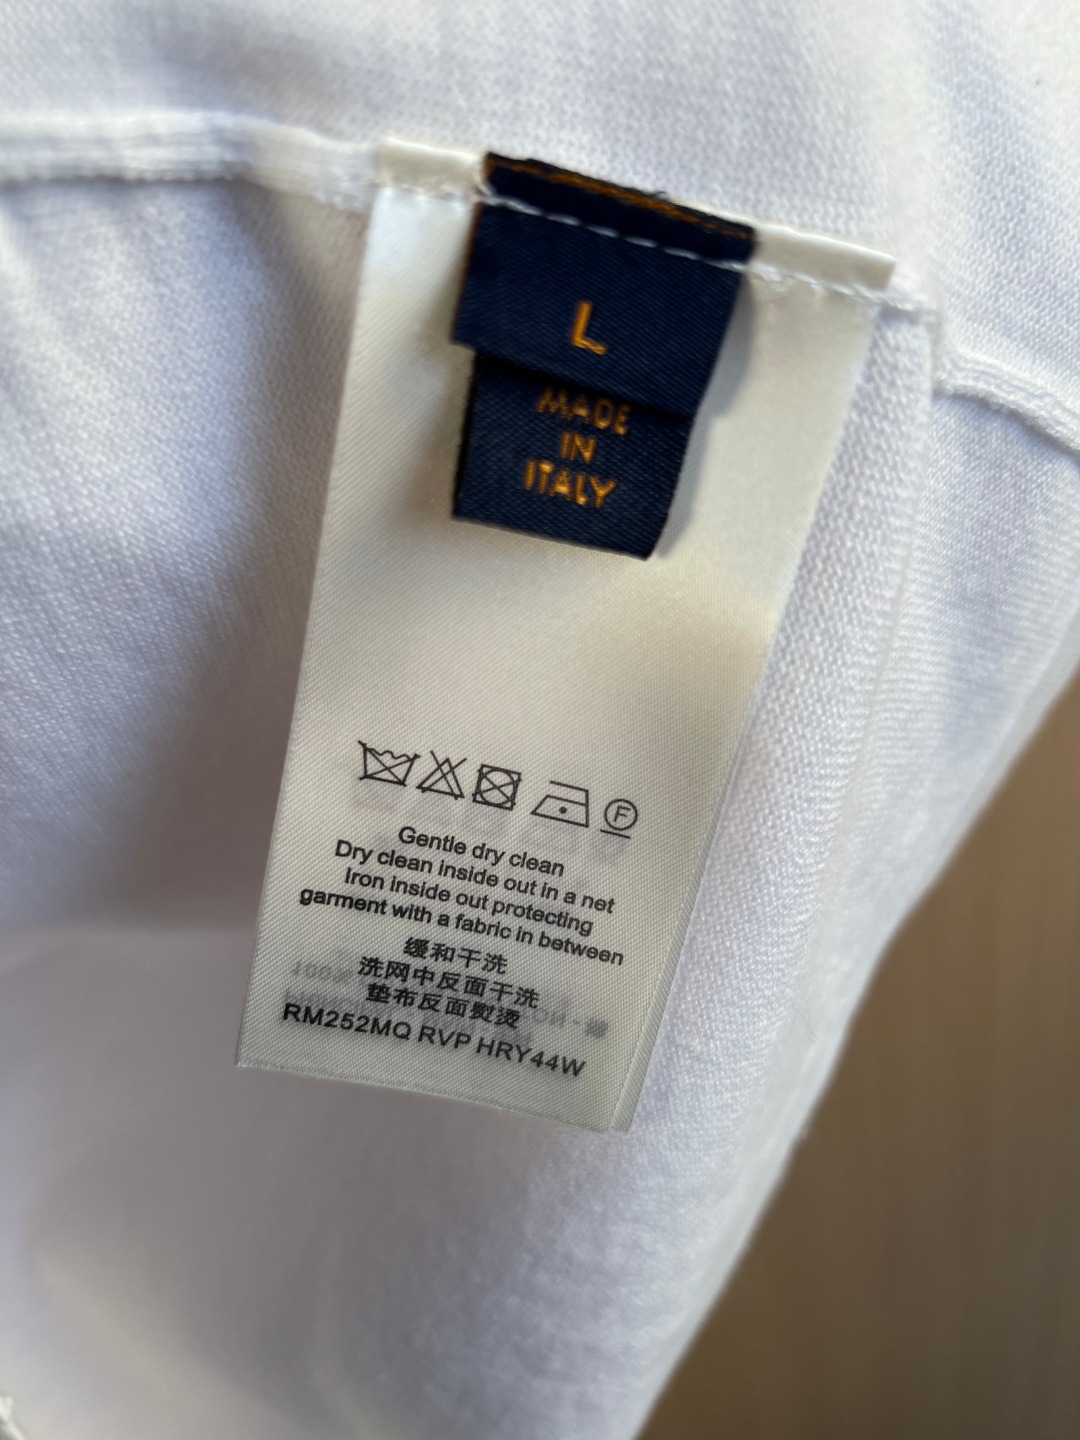 L
MADE
IN
ITALY
F
Gentle dry clean
Dry clean inside out in a net
Iron inside out protecting
garment with a fabric in between
缓和干洗
洗网中反面干洗
垫布反面熨烫
RM252MQ RVP HRY44W